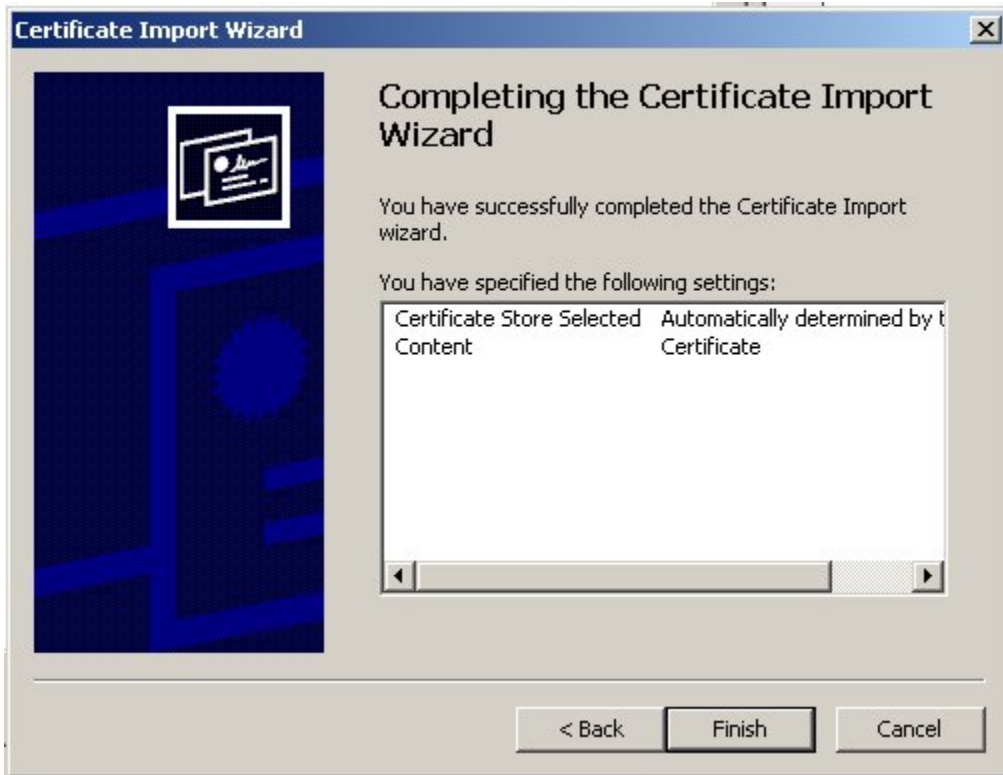 Certificate Import Wizard
Completing the Certificate Import
Wizard
You have successfully completed the Certificate Import
wizard.
You have specified the following settings:
Certificate Store Selected Automatically determined by t
Content Certificate
< Back Finish Cancel